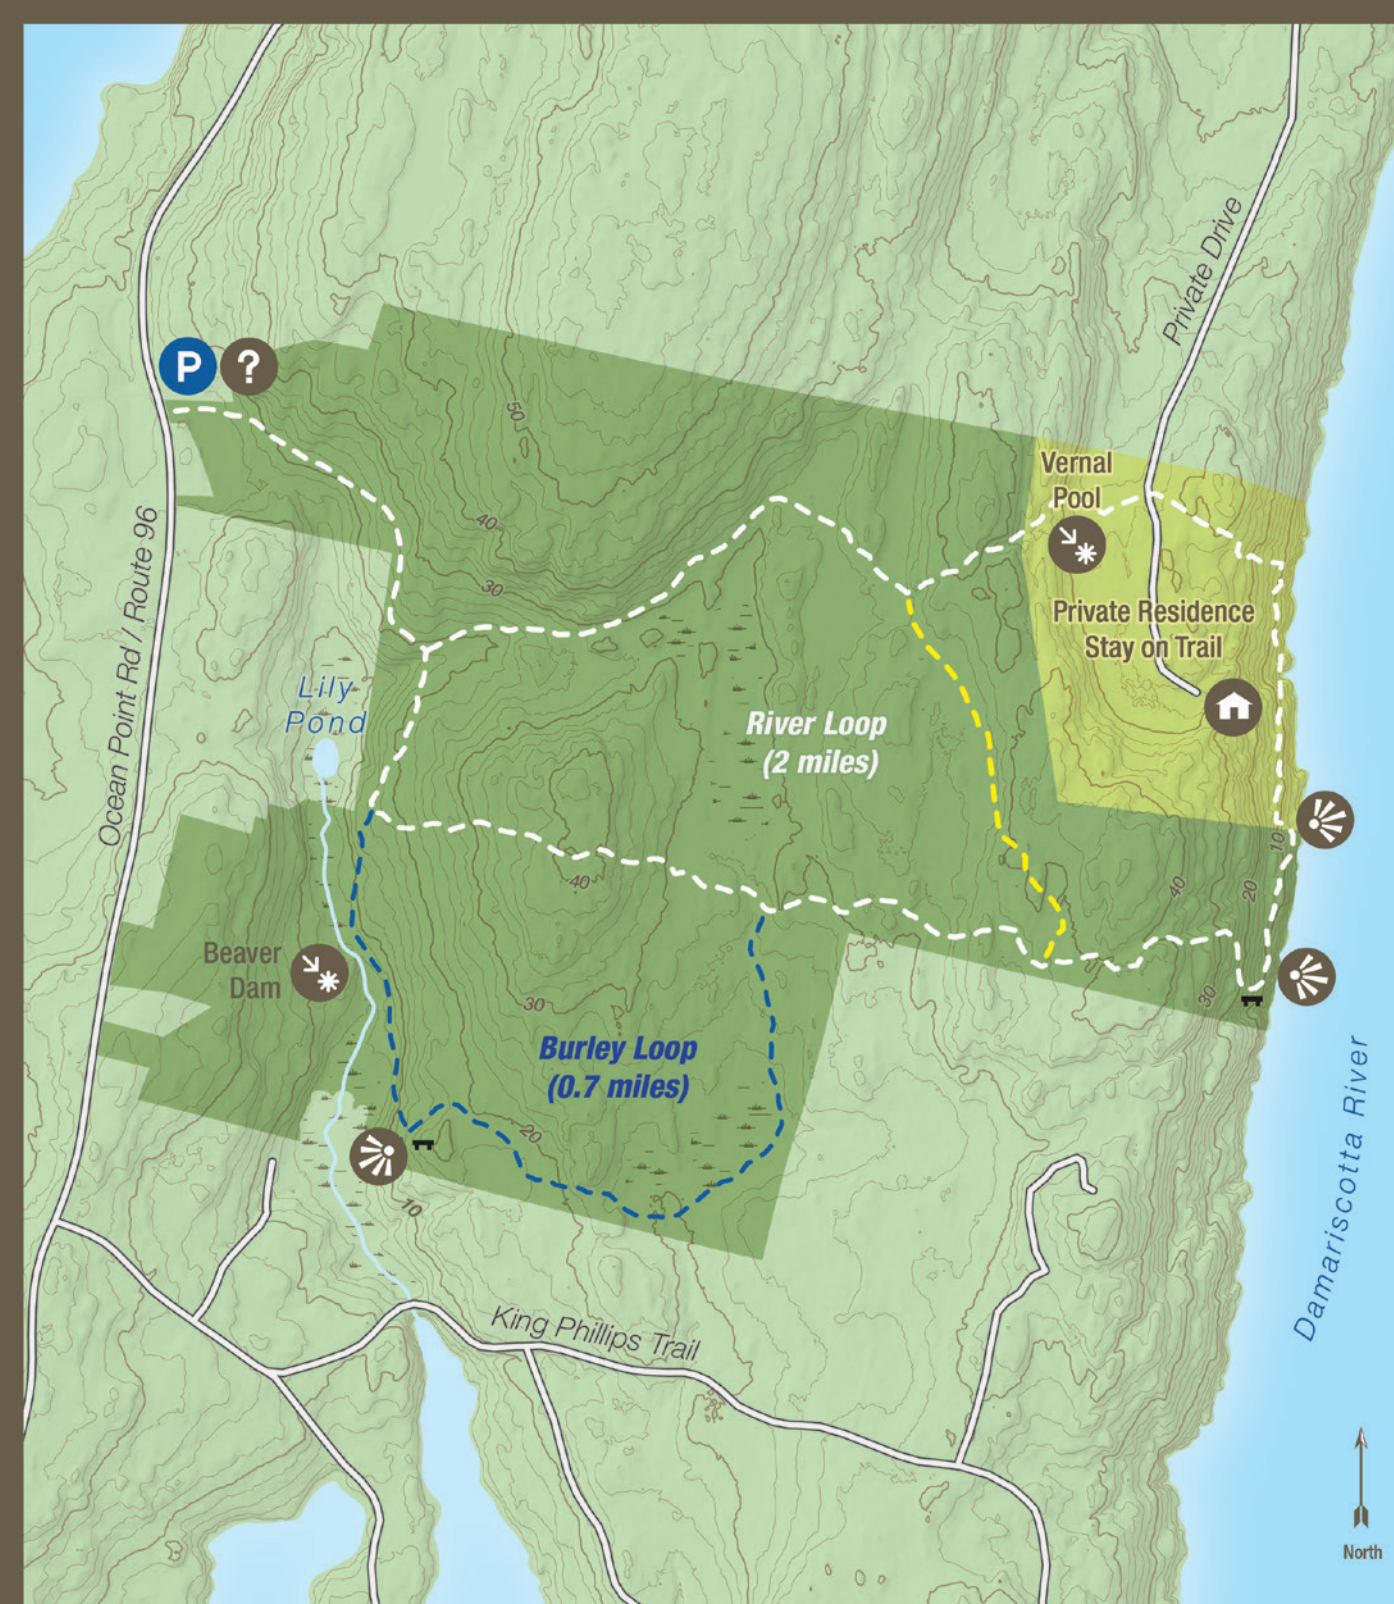 Private Drive
P
?
50
Vernal
Pool
Ocean Point Rd / Route 96
40
30
Private Residence
Stay on Trail
Lily
Pond
River Loop
(2 miles)
10
40
40
20
Beaver
Dam
30
30
Burley Loop
(0.7 miles)
20
10
Damariscotta River
King Phillips Trail
North